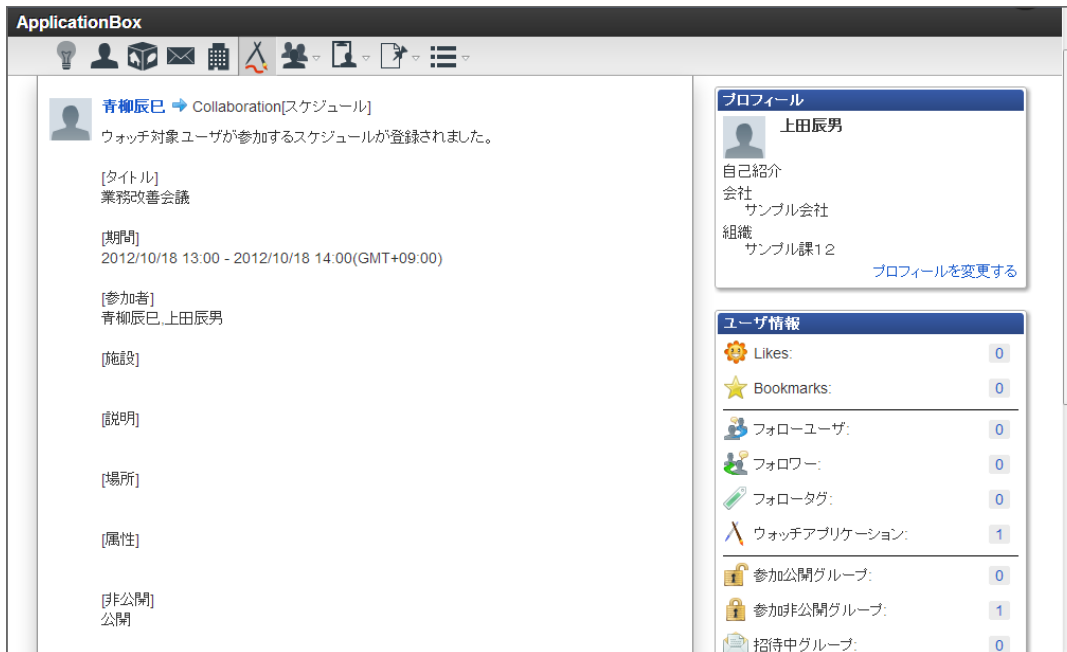 ApplicationBox
青柳辰巳 Collaboration[スケジュール]
ウォッチ対象ユーザが参加するスケジュールが登録されました。
[タイトル]
業務改善会議
[期間]
2012/10/18 13:00 - 2012/10/18 14:00(GMT+09:00)
[参加者]
青柳辰巳,上田辰男
[施設]
[説明]
[場所]
[属性]
[非公開]
公開
プロフィール
上田辰男
自己紹介
会社
サンプル会社
組織
サンプル課12
プロフィールを変更する
ユーザ情報
Likes: 0
Bookmarks: 0
フォローユーザ: 0
フォロワー: 0
フォロータグ: 0
ウォッチアプリケーション: 1
参加公開グループ: 0
参加非公開グループ: 1
招待中グループ: 0